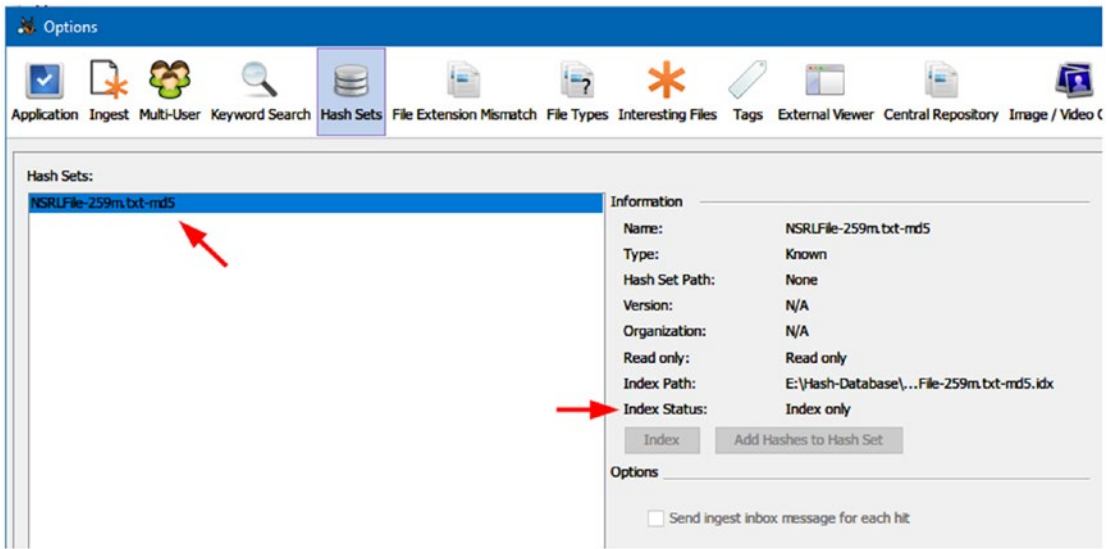 Options
Application Ingest Multi-User Keyword Search Hash Sets File Extension Mismatch File Types Interesting Files Tags External Viewer Central Repository Image / Video
Hash Sets:
NSRLFile-259m.txt-md5
Information
Name: NSRLFile-259m.txt-md5
Type: Known
Hash Set Path: None
Version: N/A
Organization: N/A
Read only: Read only
Index Path: E:\Hash-Database\...File-259m.txt-md5.idx
Index Status: Index only
Index Add Hashes to Hash Set
Options
Send ingest inbox message for each hit